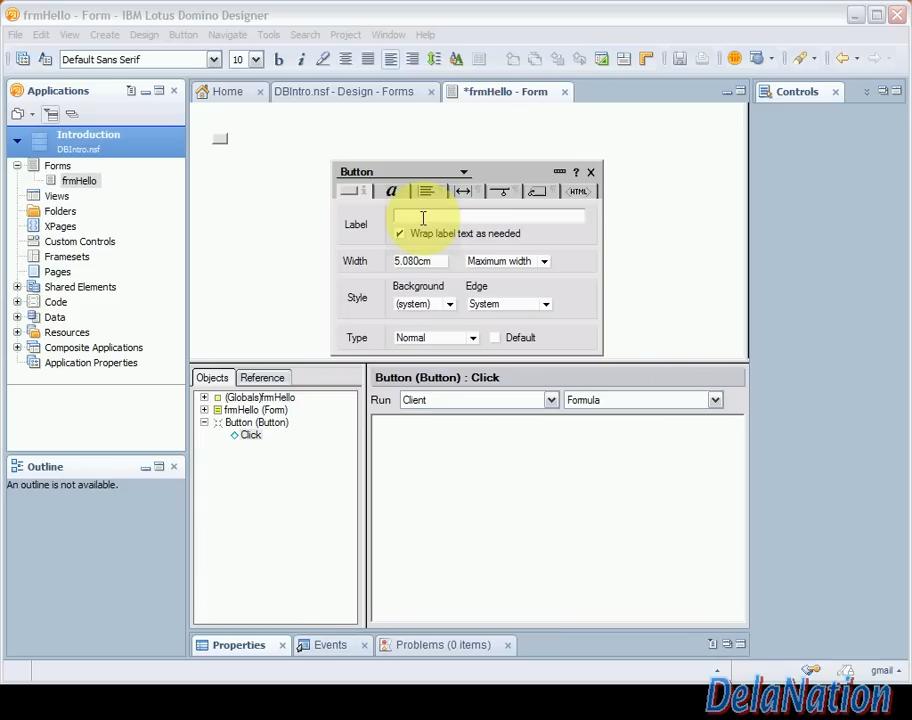 frmHello - Form - IBM Lotus Domino Designer
File Edit View Create Design Button Navigate Tools Search Project Window Help
Default Sans Serif 10 b i
Applications
Home DBIntro.nsf - Design - Forms *frmHello - Form
Controls
Introduction
DBIntro.nsf
Forms
frmHello
Views
Folders
XPages
Custom Controls
Framesets
Pages
Shared Elements
Code
Data
Resources
Composite Applications
Application Properties
Button
a <HTML>
Label
Wrap label text as needed
Width 5.080cm Maximum width
Background Edge
Style (system) System
Type Normal Default
Objects Reference
(Globals)frmHello
frmHello (Form)
Button (Button)
Click
Button (Button) : Click
Run Client Formula
Outline
An outline is not available.
Properties Events Problems (0 items)
gmail
DelaNation